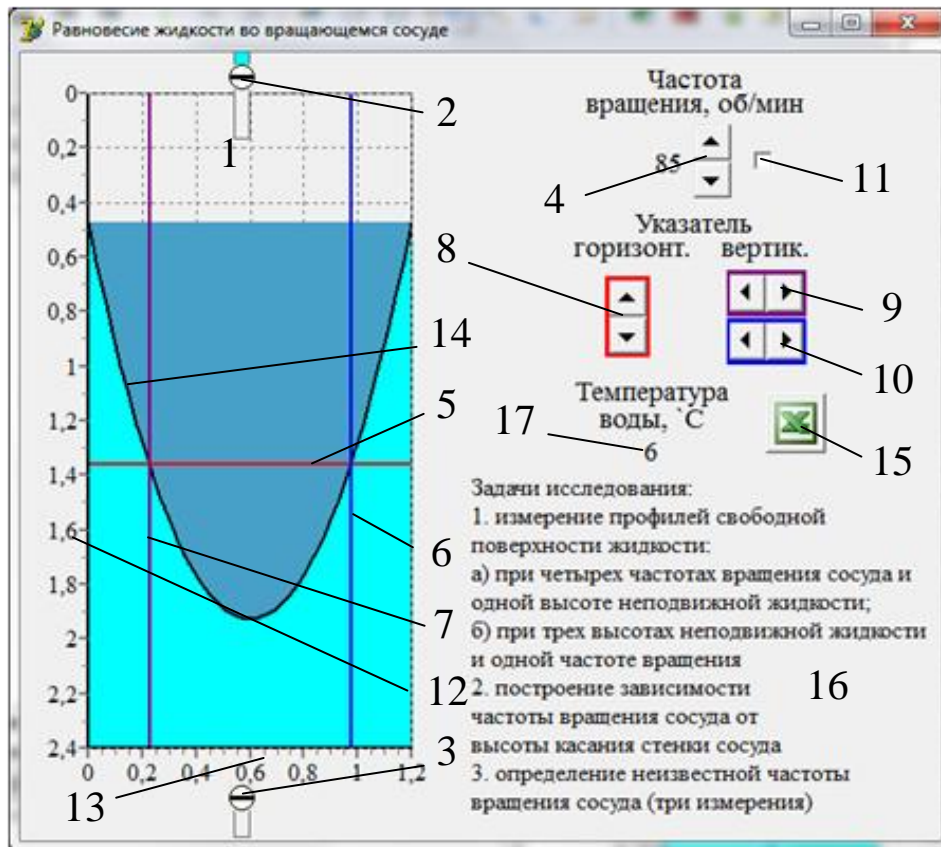 Равновесие жидкости во вращающемся сосуде
0
0,2
0,4
0,6
0,8
1
1,2
1,4
1,6
1,8
2
2,2
2,4
0 0,2 0,4 0,6 0,8 1 1,2
1
2
3
14
5
6
7
12
13
Частота
вращения, об/мин
85
4
11
Указатель
горизонт. вертик.
8
9
10
Температура
воды, `C
17
6
15
Задачи исследования:
1. измерение профилей свободной
поверхности жидкости:
а) при четырех частотах вращения сосуда и
одной высоте неподвижной жидкости;
б) при трех высотах неподвижной жидкости
и одной частоте вращения
16
2. построение зависимости
частоты вращения сосуда от
высоты касания стенки сосуда
3. определение неизвестной частоты
вращения сосуда (три измерения)